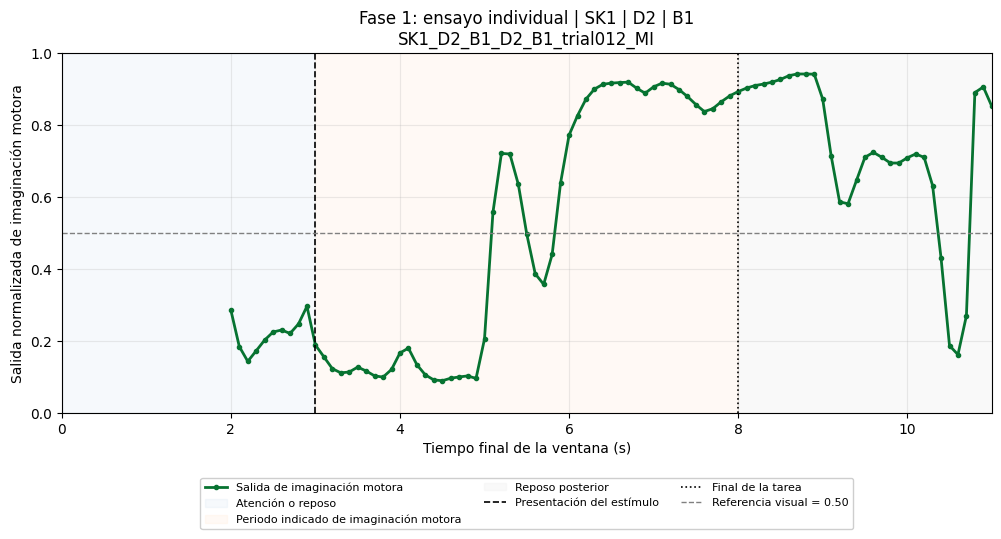 Fase 1: ensayo individual | SK1 | D2 | B1
SK1_D2_B1_D2_B1_trial012_MI
Salida normalizada de imaginación motora
1.0
0.8
0.6
0.4
0.2
0.0
0 2 4 6 8 10
Tiempo final de la ventana (s)
Salida de imaginación motora
Atención o reposo
Periodo indicado de imaginación motora
Reposo posterior
Presentación del estímulo
Final de la tarea
Referencia visual = 0.50